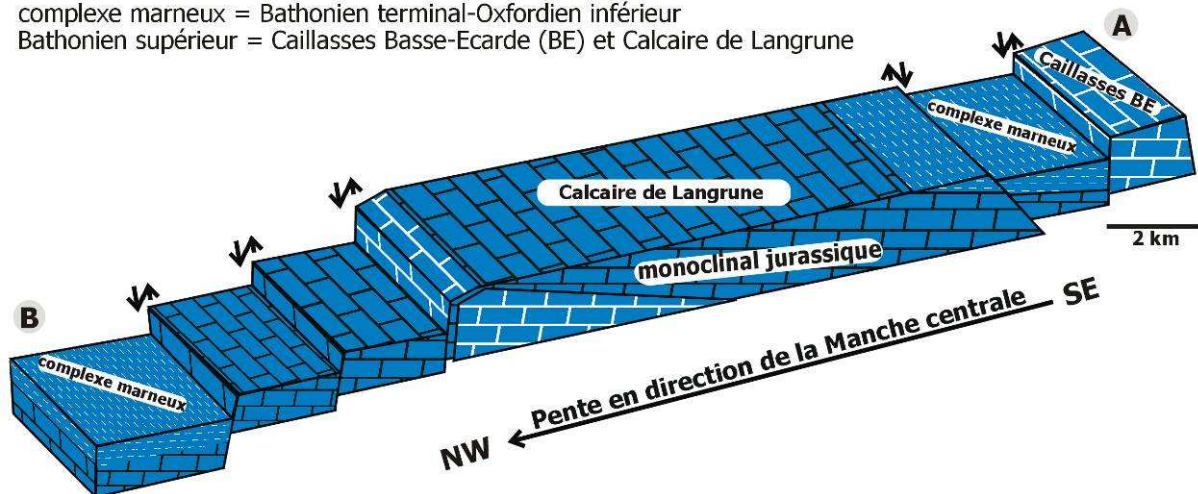 complexe marneux = Bathonien terminal-Oxfordien inférieur
Bathonien supérieur = Caillasses Basse-Ecarde (BE) et Calcaire de Langrune
A
Caillasses BE
complexe marneux
Calcaire de Langrune
2 km
monoclinal jurassique
B
complexe marneux
Pente en direction de la Manche centrale
SE
NW